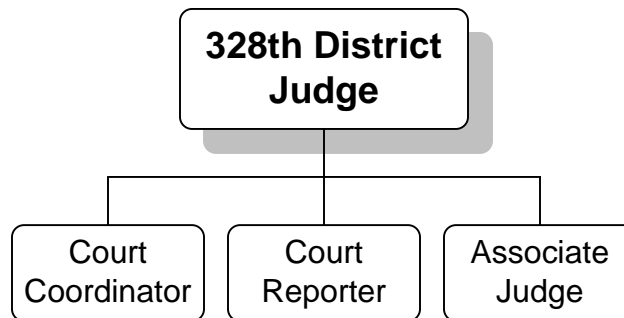 328th District
Judge
Court
Coordinator
Court
Reporter
Associate
Judge